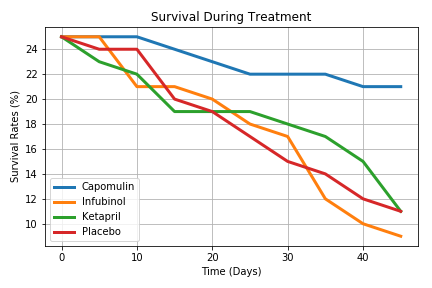 Survival During Treatment
Survival Rates (%)
24
22
20
18
16
14
12
10
Capomulin
Infubinol
Ketapril
Placebo
0 10 20 30 40
Time (Days)